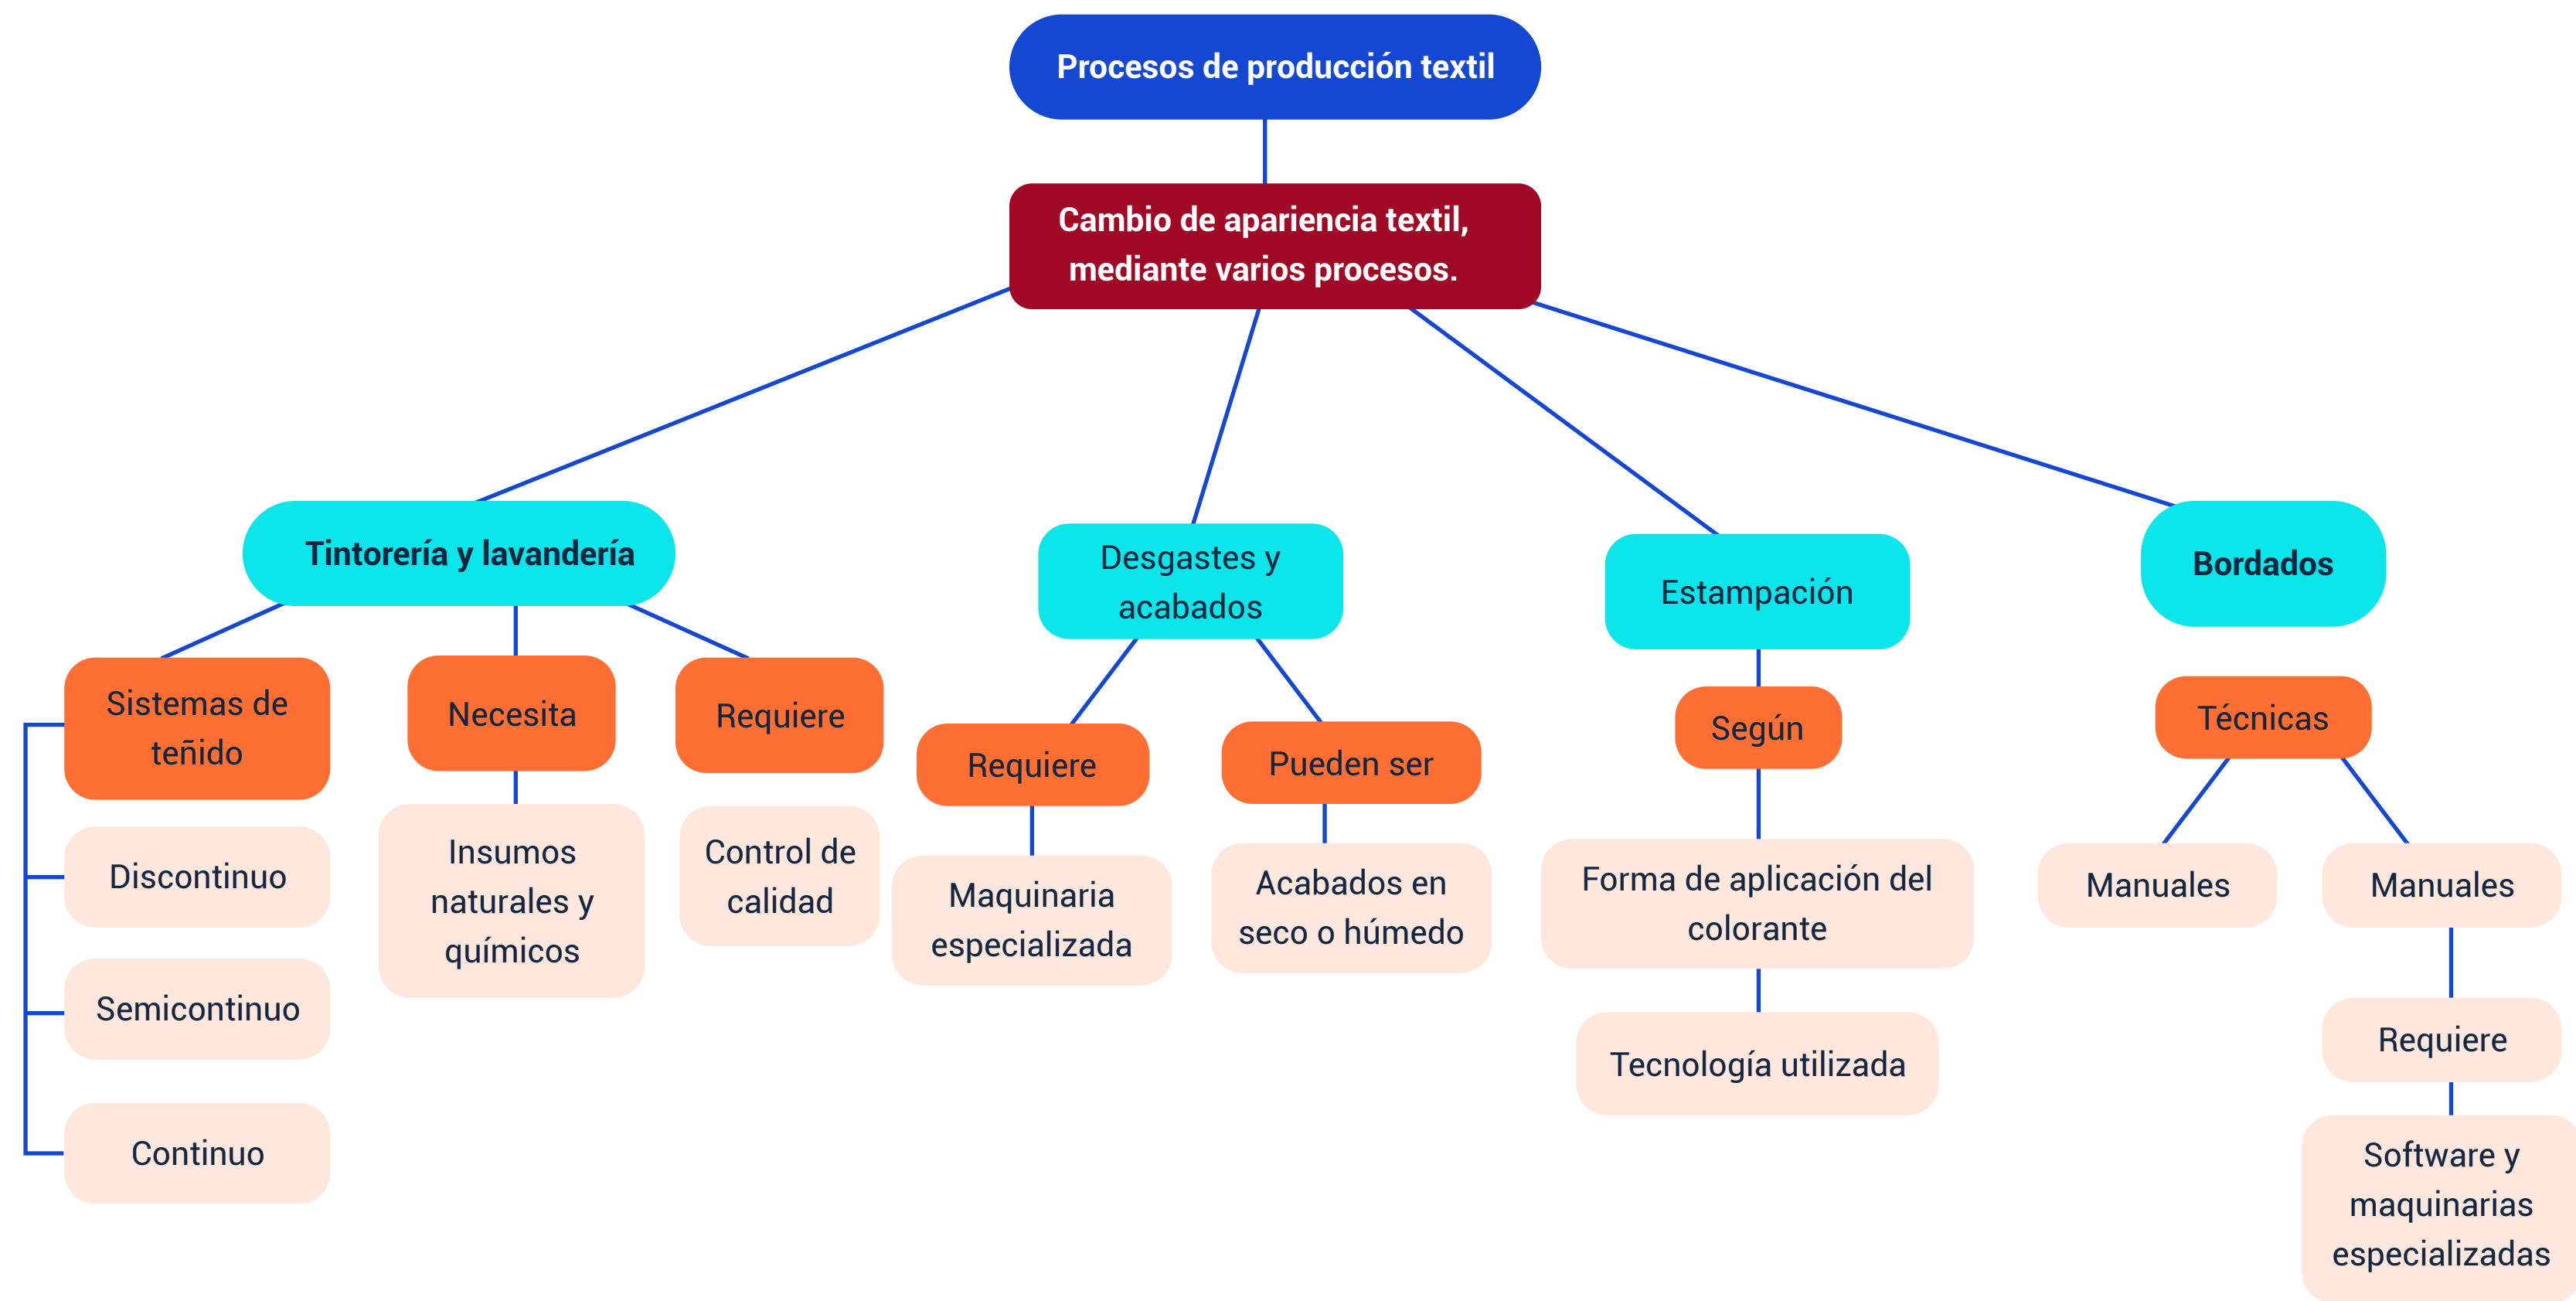 Procesos de producción textil
Cambio de apariencia textil,
mediante varios procesos.
Tintorería y lavandería
Sistemas de
teñido
Discontinuo
Semicontinuo
Continuo
Necesita
Insumos
naturales y
químicos
Requiere
Control de
calidad
Desgastes y
acabados
Requiere
Maquinaria
especializada
Pueden ser
Acabados en
seco o húmedo
Estampación
Según
Forma de aplicación del
colorante
Tecnología utilizada
Bordados
Técnicas
Manuales
Manuales
Requiere
Software y
maquinarias
especializadas